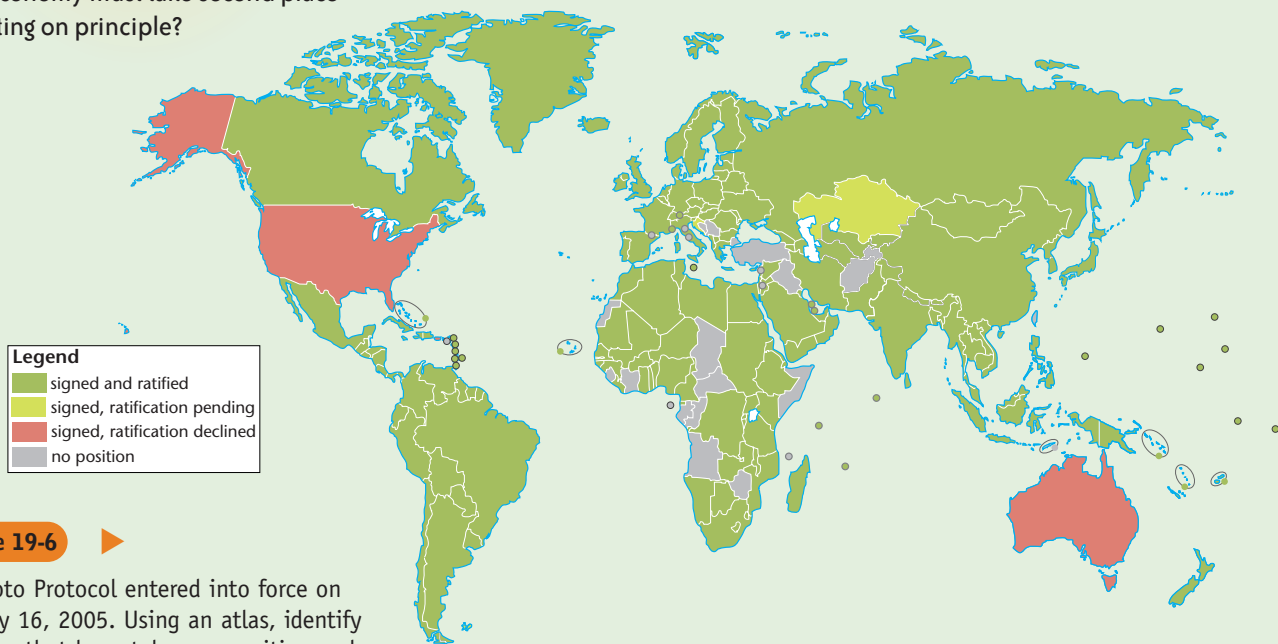 economy must take second place
ting on principle?
Legend
signed and ratified
signed, ratification pending
signed, ratification declined
no position
e 19-6
oto Protocol entered into force on
y 16, 2005. Using an atlas, identify